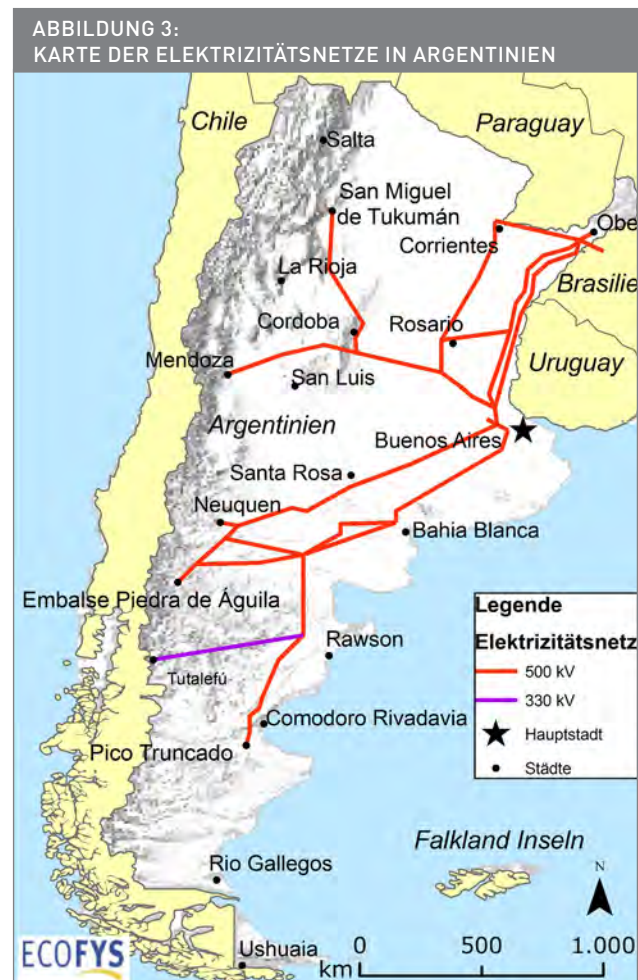 ABBILDUNG 3:
KARTE DER ELEKTRIZITÄTSNETZE IN ARGENTINIEN
Chile
Paraguay
Salta
San Miguel
de Tukumán
Corrientes
Obe
La Rioja
Brasilie
Cordoba
Rosario
Mendoza
San Luis
Uruguay
Argentinien
Buenos Aires
Santa Rosa
Neuquen
Bahia Blanca
Embalse Piedra de Águila
Legende
Elektrizitätsnetz
500 kV
330 kV
Hauptstadt
Städte
Rawson
Tutalefú
Comodoro Rivadavia
Pico Truncado
Falkland Inseln
Rio Gallegos
N
ECOFYS
Ushuaia
0 500 1.000
km